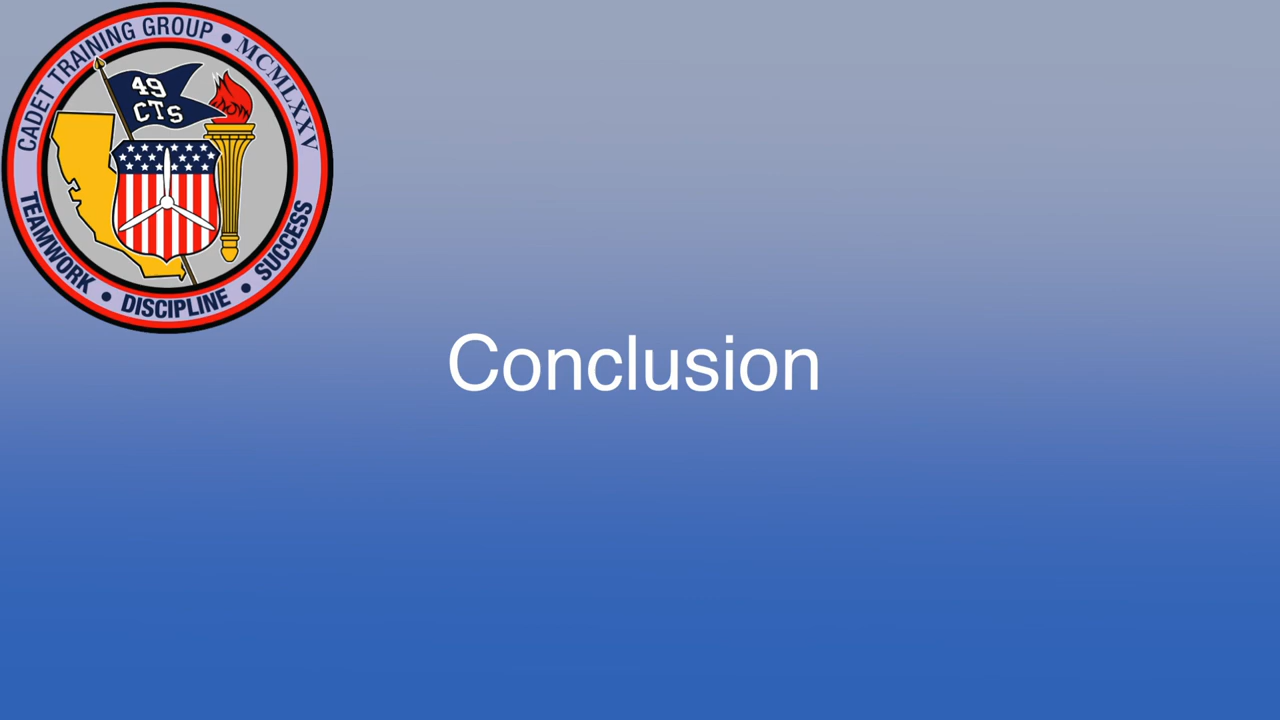 CADET TRAINING GROUP • MCMLXXV
49
CTS
TEAMWORK • DISCIPLINE • SUCCESS
Conclusion